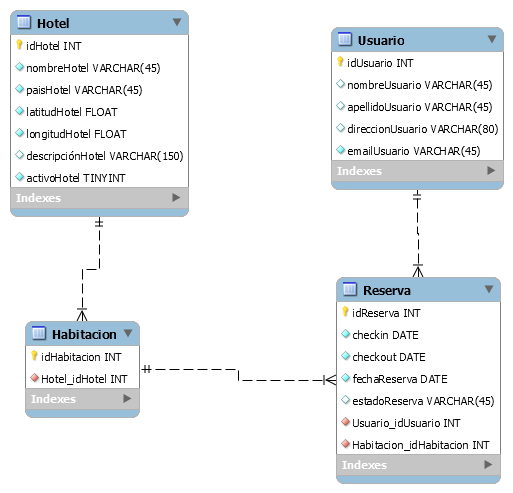 Hotel
idHotel INT
nombreHotel VARCHAR(45)
paisHotel VARCHAR(45)
latitudHotel FLOAT
longitudHotel FLOAT
descripciónHotel VARCHAR(150)
activoHotel TINYINT
Indexes
Usuario
idUsuario INT
nombreUsuario VARCHAR(45)
apellidoUsuario VARCHAR(45)
direccionUsuario VARCHAR(80)
emailUsuario VARCHAR(45)
Indexes
Habitacion
idHabitacion INT
Hotel_idHotel INT
Indexes
Reserva
idReserva INT
checkin DATE
checkout DATE
fechaReserva DATE
estadoReserva VARCHAR(45)
Usuario_idUsuario INT
Habitacion_idHabitacion INT
Indexes